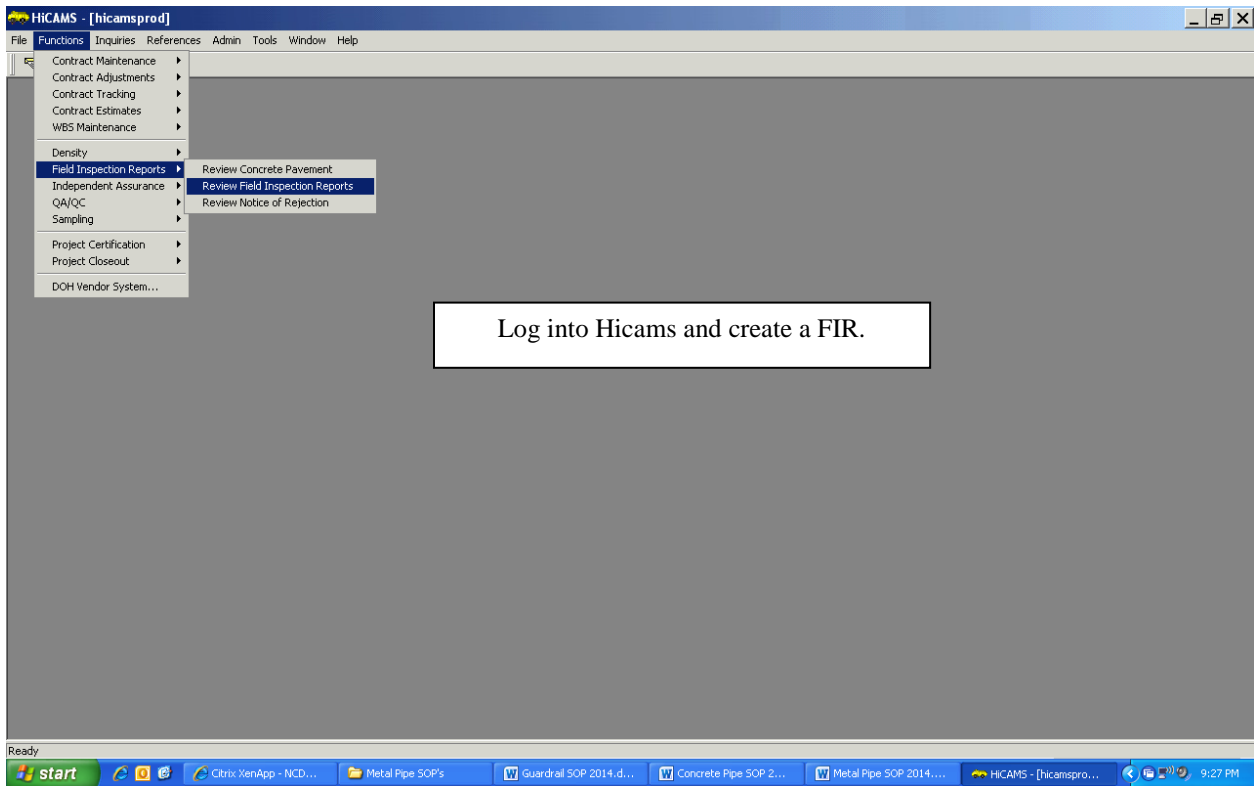 HiCAMS - [hicamsprod]
File Functions Inquiries References Admin Tools Window Help
Contract Maintenance
Contract Adjustments
Contract Tracking
Contract Estimates
WBS Maintenance
Density
Field Inspection Reports
Independent Assurance
QA/QC
Sampling
Project Certification
Project Closeout
DOH Vendor System...
Review Concrete Pavement
Review Field Inspection Reports
Review Notice of Rejection
Log into Hicams and create a FIR.
Ready
start Citrix XenApp - NCD... Metal Pipe SOP's Guardrail SOP 2014.d... Concrete Pipe SOP 2... Metal Pipe SOP 2014.... HiCAMS - [hicamspro... 9:27 PM